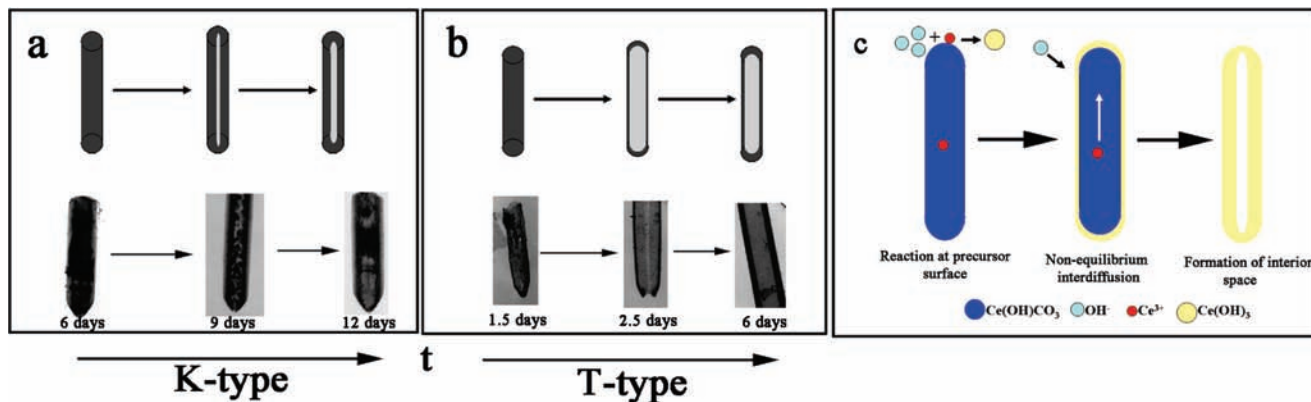 a
6 days 9 days 12 days
K-type
b
1.5 days 2.5 days 6 days
t
T-type
c
+
Reaction at precursor
surface
Non-equilibrium
interdiffusion
Formation of interior
space
Ce(OH)CO₃ OH⁻ Ce³⁺ Ce(OH)₃